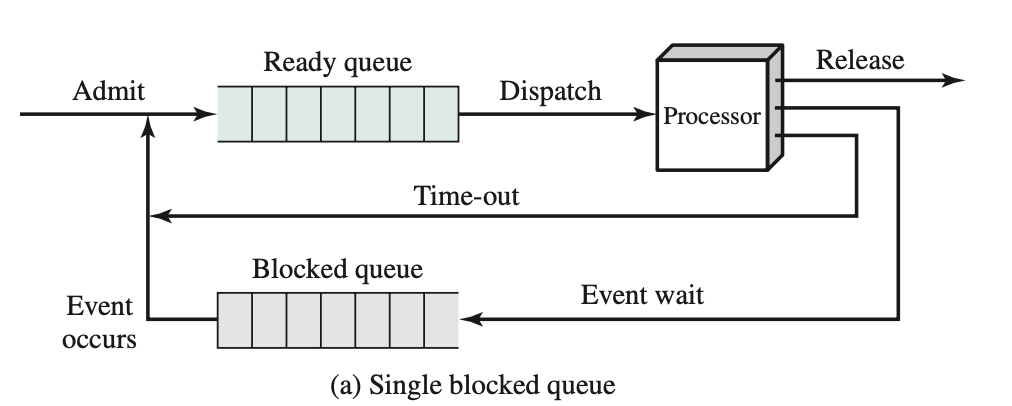 Ready queue
Admit
Dispatch
Release
Processor
Time-out
Blocked queue
Event wait
Event
occurs
(a) Single blocked queue